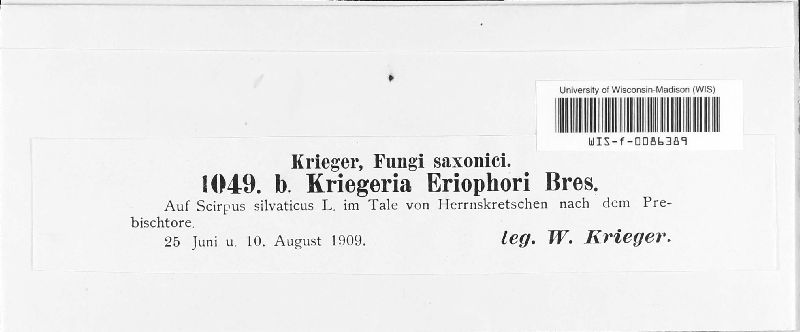 University of Wisconsin-Madison (WIS)
WIS-f-0086389
Krieger, Fungi saxonici.
1049. b. Kriegeria Eriophori Bres.
Auf Scirpus silvaticus L. im Tale von Herrnskretschen nach dem Pre-
bischtore.
25 Juni u. 10. August 1909.
leg. W. Krieger.